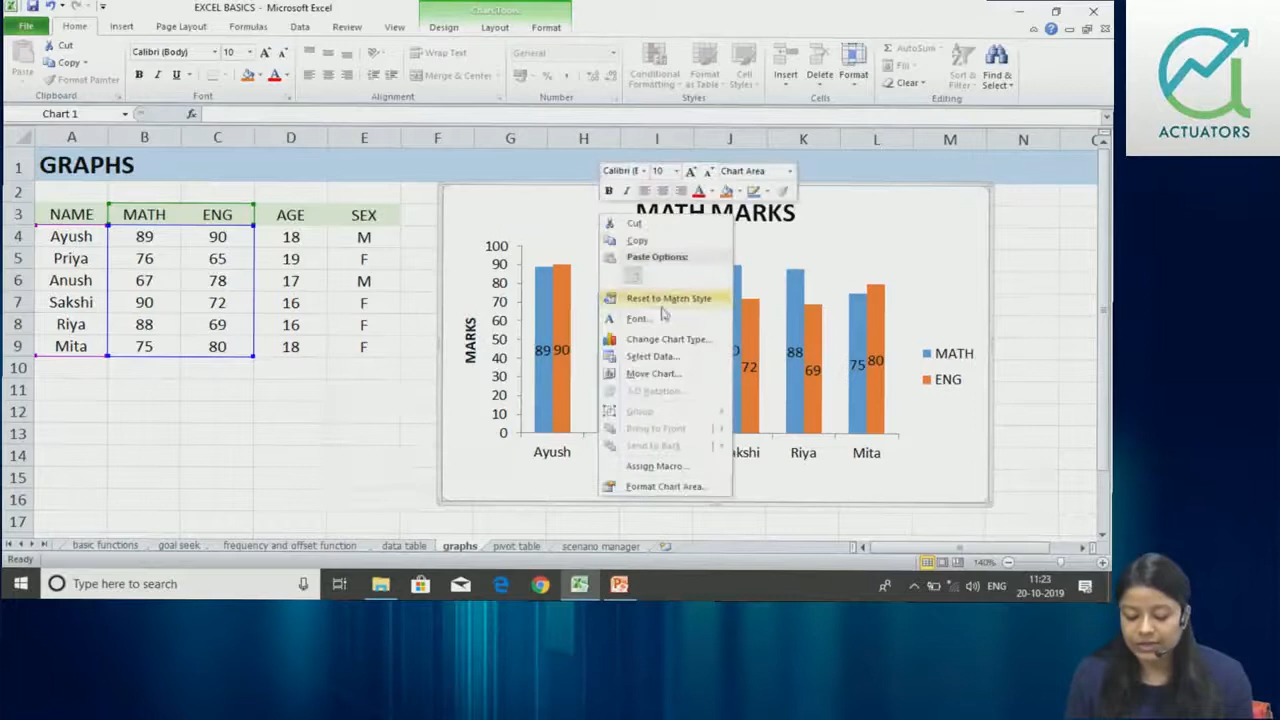 EXCEL BASICS - Microsoft Excel
Chart Tools
File Home Insert Page Layout Formulas Data Review View Design Layout Format
Paste
Cut
Copy
Format Painter
Clipboard
Calibri (Body) 10
B I U
Font
Wrap Text
Merge & Center
Alignment
General
Number
Conditional Formatting
Format as Table
Cell Styles
Styles
Insert Delete Format
Cells
AutoSum
Fill
Clear
Sort & Filter
Find & Select
Editing
ACTUATORS
Chart 1
fx
A B C D E F G H I J K L M N
1 GRAPHS
2
3 NAME MATH ENG AGE SEX
4 Ayush 89 90 18 M
5 Priya 76 65 19 F
6 Anush 67 78 17 M
7 Sakshi 90 72 16 F
8 Riya 88 69 16 F
9 Mita 75 80 18 F
10
11
12
13
14
15
16
17
Calibri (E 10 A A Chart Area
B I
MATH MARKS
MARKS
100
90
80
70
60
50
40
30
20
10
0
89 90
72
88 69
75 80
Ayush
kshi
Riya
Mita
MATH
ENG
Cut
Copy
Paste Options:
Reset to Match Style
Font...
Change Chart Type...
Select Data...
Move Chart...
3-D Rotation...
Group
Bring to Front
Send to Back
Assign Macro...
Format Chart Area...
basic functions goal seek frequency and offset function data table graphs pivot table scenario manager
Ready
140%
Type here to search
ENG
11:23
20-10-2019